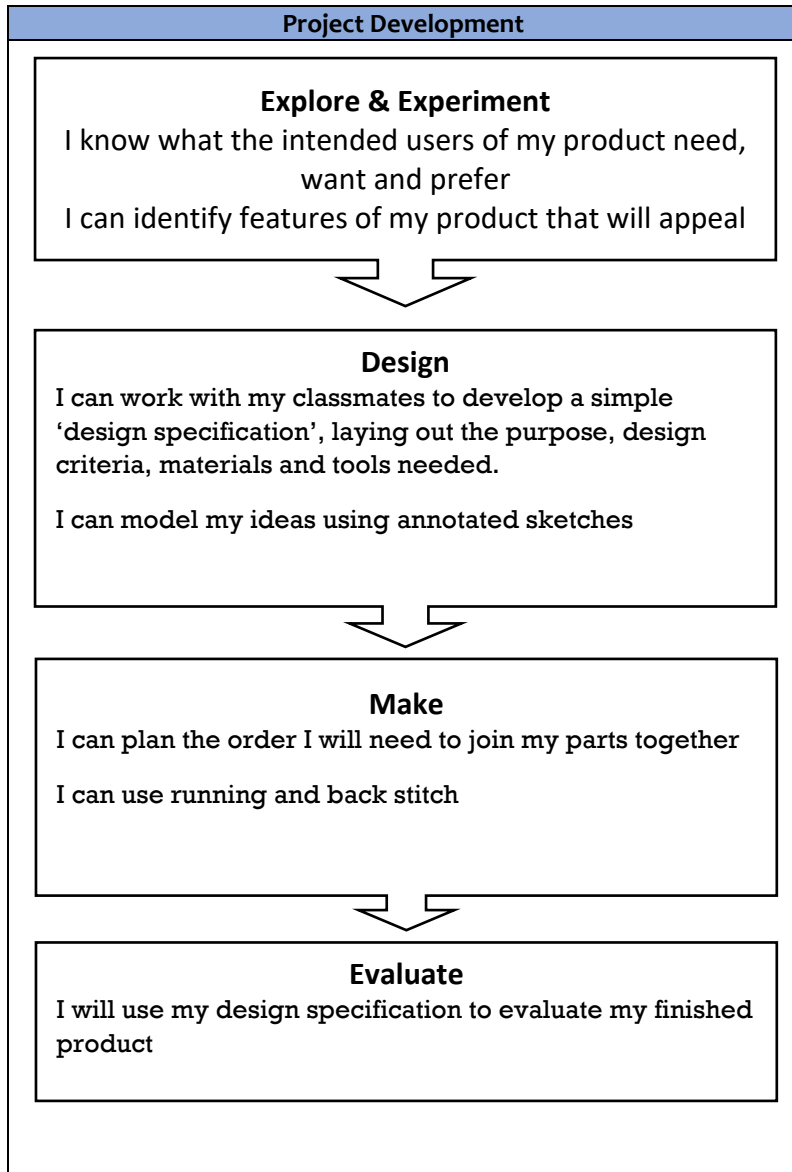 Project Development
Explore & Experiment
I know what the intended users of my product need,
want and prefer
I can identify features of my product that will appeal
Design
I can work with my classmates to develop a simple
‘design specification’, laying out the purpose, design
criteria, materials and tools needed.
I can model my ideas using annotated sketches
Make
I can plan the order I will need to join my parts together
I can use running and back stitch
Evaluate
I will use my design specification to evaluate my finished
product